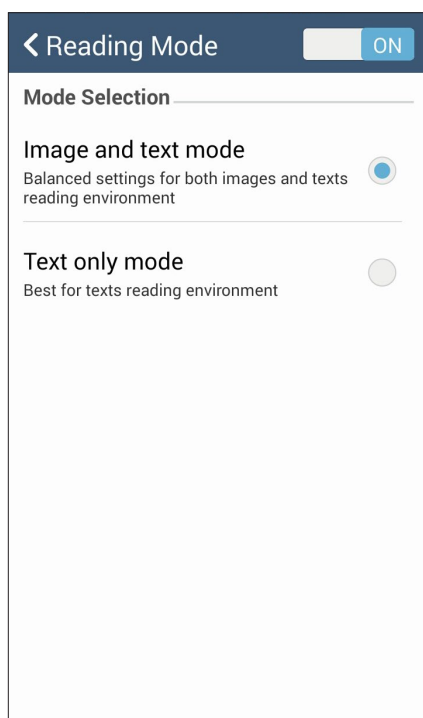 Reading Mode
ON
Mode Selection
Image and text mode
Balanced settings for both images and texts
reading environment
Text only mode
Best for texts reading environment